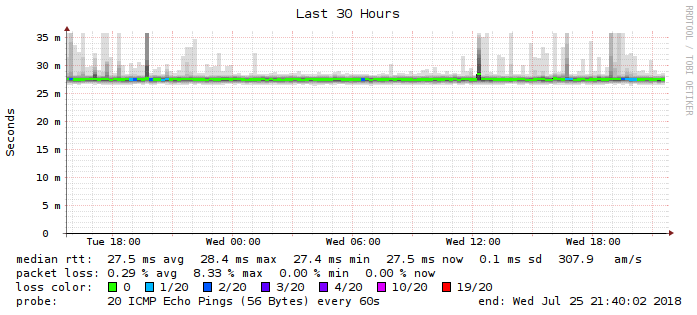 Last 30 Hours
RRDTOOL / TOBI OETIKER
Seconds
35 m
30 m
25 m
20 m
15 m
10 m
5 m
0
Tue 18:00 Wed 00:00 Wed 06:00 Wed 12:00 Wed 18:00
median rtt: 27.5 ms avg 28.4 ms max 27.4 ms min 27.5 ms now 0.1 ms sd 307.9 am/s
packet loss: 0.29 % avg 8.33 % max 0.00 % min 0.00 % now
loss color: 0 1/20 2/20 3/20 4/20 10/20 19/20
probe: 20 ICMP Echo Pings (56 Bytes) every 60s end: Wed Jul 25 21:40:02 2018